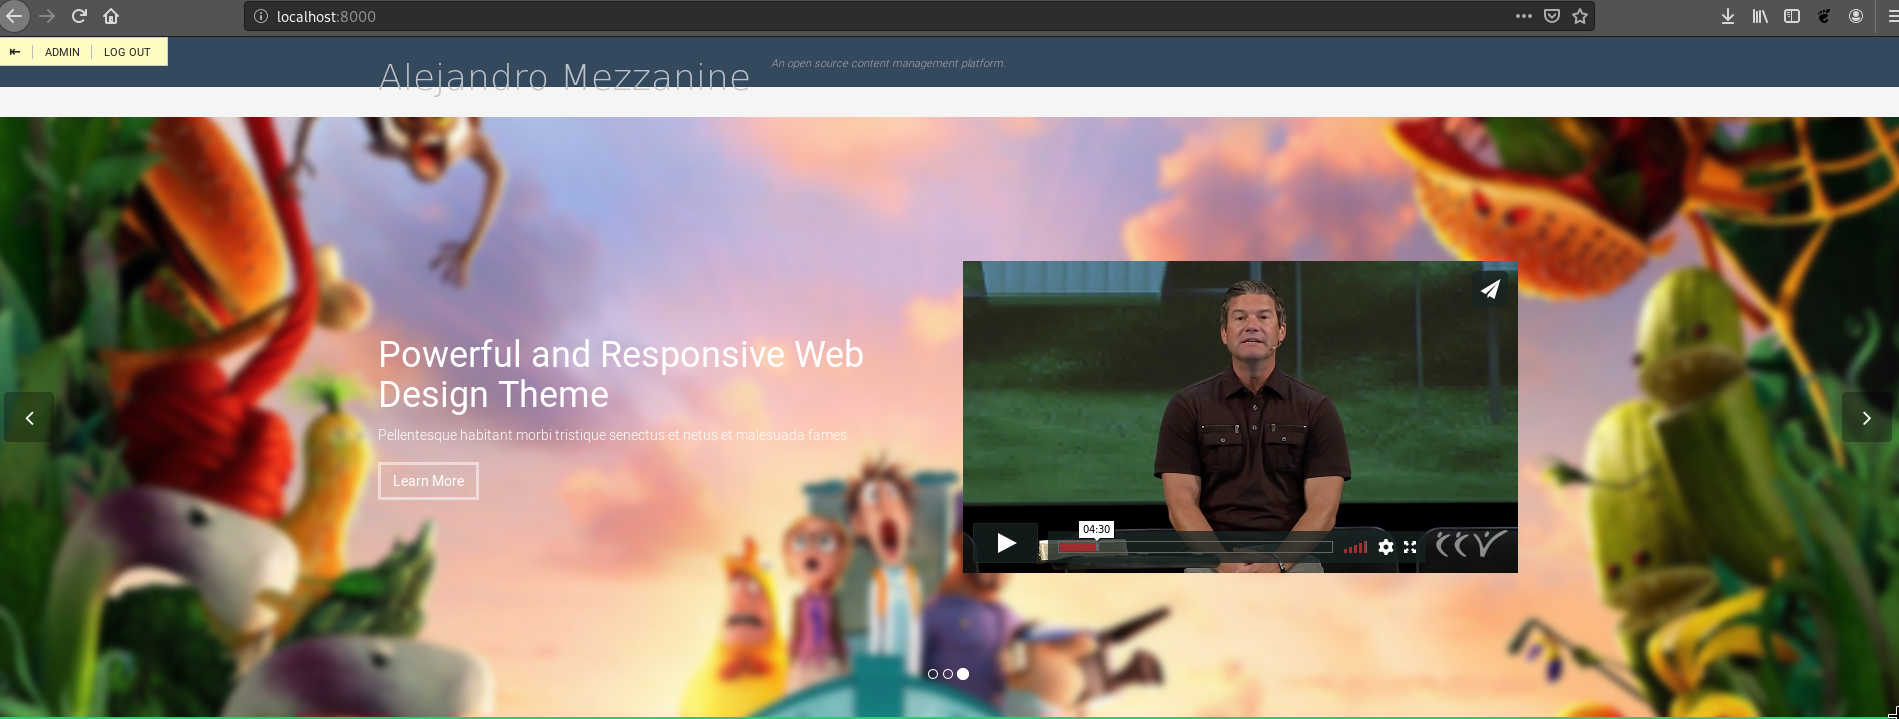 localhost:8000
ADMIN
LOG OUT
Alejandro Mezzanine
An open source content management platform.
Powerful and Responsive Web
Design Theme
Pellentesque habitant morbi tristique senectus et netus et malesuada fames
Learn More
04:30
CCV